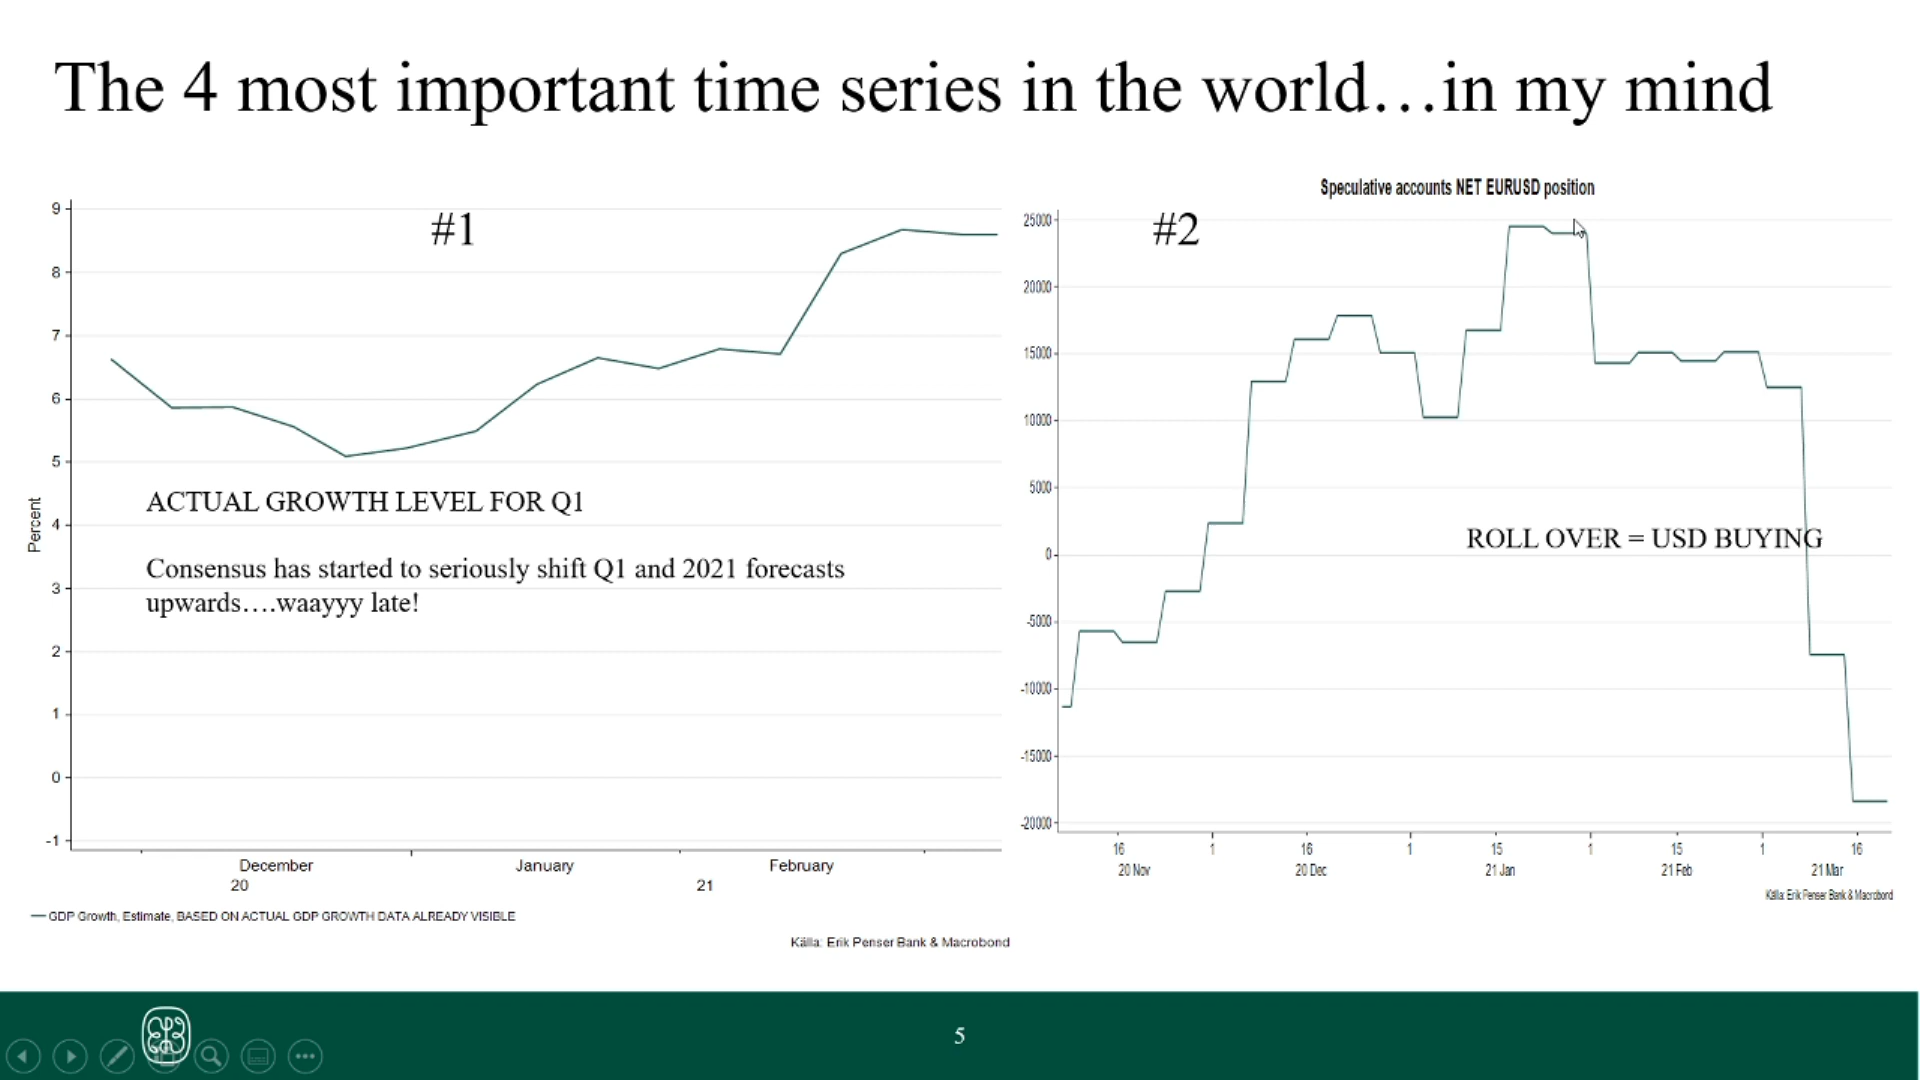 The 4 most important time series in the world…in my mind
#1
9
8
7
6
5
4
3
2
1
0
-1
Percent
ACTUAL GROWTH LEVEL FOR Q1
Consensus has started to seriously shift Q1 and 2021 forecasts
upwards….waayyy late!
December January February
20 21
GDP Growth, Estimate, BASED ON ACTUAL GDP GROWTH DATA ALREADY VISIBLE
Källa: Erik Penser Bank & Macrobond
Speculative accounts NET EURUSD position
#2
25000
20000
15000
10000
5000
0
-5000
-10000
-15000
-20000
ROLL OVER = USD BUYING
16 1 16 1 15 1 15 1 16
20 Nov 20 Dec 21 Jan 21 Feb 21 Mar
Källa: Erik Penser Bank & Macrobond
5